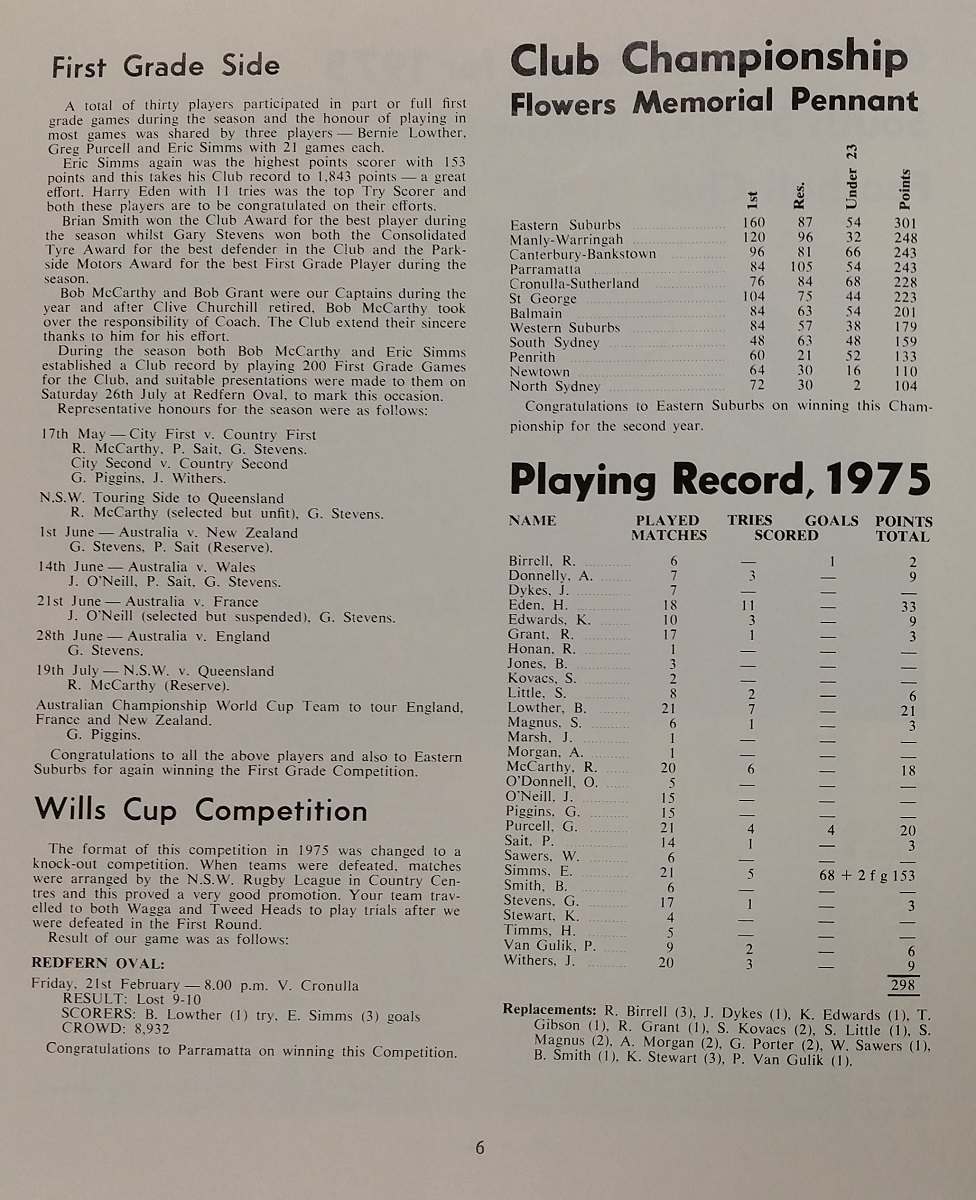 First Grade Side
A total of thirty players participated in part or full first
grade games during the season and the honour of playing in
most games was shared by three players — Bernie Lowther,
Greg Purcell and Eric Simms with 21 games each.
Eric Simms again was the highest points scorer with 153
points and this takes his Club record to 1,843 points — a great
effort. Harry Eden with 11 tries was the top Try Scorer and
both these players are to be congratulated on their efforts.
Brian Smith won the Club Award for the best player during
the season whilst Gary Stevens won both the Consolidated
Tyre Award for the best defender in the Club and the Park-
side Motors Award for the best First Grade Player during the
season.
Bob McCarthy and Bob Grant were our Captains during the
year and after Clive Churchill retired, Bob McCarthy took
over the responsibility of Coach. The Club extend their sincere
thanks to him for his effort.
During the season both Bob McCarthy and Eric Simms
established a Club record by playing 200 First Grade Games
for the Club, and suitable presentations were made to them on
Saturday 26th July at Redfern Oval, to mark this occasion.
Representative honours for the season were as follows:
17th May — City First v. Country First
R. McCarthy, P. Sait, G. Stevens.
City Second v. Country Second
G. Piggins, J. Withers.
N.S.W. Touring Side to Queensland
R. McCarthy (selected but unfit), G. Stevens.
1st June — Australia v. New Zealand
G. Stevens, P. Sait (Reserve).
14th June — Australia v. Wales
J. O'Neill, P. Sait, G. Stevens.
21st June — Australia v. France
J. O'Neill (selected but suspended), G. Stevens.
28th June — Australia v. England
G. Stevens.
19th July — N.S.W. v. Queensland
R. McCarthy (Reserve).
Australian Championship World Cup Team to tour England,
France and New Zealand.
G. Piggins.
Congratulations to all the above players and also to Eastern
Suburbs for again winning the First Grade Competition.
Wills Cup Competition
The format of this competition in 1975 was changed to a
knock-out competition. When teams were defeated, matches
were arranged by the N.S.W. Rugby League in Country Cen-
tres and this proved a very good promotion. Your team trav-
elled to both Wagga and Tweed Heads to play trials after we
were defeated in the First Round.
Result of our game was as follows:
REDFERN OVAL:
Friday, 21st February — 8.00 p.m. V. Cronulla
RESULT: Lost 9-10
SCORERS: B. Lowther (1) try, E. Simms (3) goals
CROWD: 8,932
Congratulations to Parramatta on winning this Competition.
Club Championship
Flowers Memorial Pennant
1st Res. Under 23 Points
Eastern Suburbs 160 87 54 301
Manly-Warringah 120 96 32 248
Canterbury-Bankstown 96 81 66 243
Parramatta 84 105 54 243
Cronulla-Sutherland 76 84 68 228
St George 104 75 44 223
Balmain 84 63 54 201
Western Suburbs 84 57 38 179
South Sydney 48 63 48 159
Penrith 60 21 52 133
Newtown 64 30 16 110
North Sydney 72 30 2 104
Congratulations to Eastern Suburbs on winning this Cham-
pionship for the second year.
Playing Record, 1975
NAME PLAYED TRIES GOALS POINTS
MATCHES SCORED TOTAL
Birrell, R. 6 — 1 2
Donnelly, A. 7 3 — 9
Dykes, J. 7 — — —
Eden, H. 18 11 — 33
Edwards, K. 10 3 — 9
Grant, R. 17 1 — 3
Honan, R. 1 — — —
Jones, B. 3 — — —
Kovacs, S. 2 — — —
Little, S. 8 2 — 6
Lowther, B. 21 7 — 21
Magnus, S. 6 1 — 3
Marsh, J. 1 — — —
Morgan, A. 1 — — —
McCarthy, R. 20 6 — 18
O'Donnell, O. 5 — — —
O'Neill, J. 15 — — —
Piggins, G. 15 — — —
Purcell, G. 21 4 4 20
Sait, P. 14 1 — 3
Sawers, W. 6 — — —
Simms, E. 21 5 68 + 2 f g 153
Smith, B. 6 — — —
Stevens, G. 17 1 — 3
Stewart, K. 4 — — —
Timms, H. 5 — — —
Van Gulik, P. 9 2 — 6
Withers, J. 20 3 — 9
298
Replacements: R. Birrell (3), J. Dykes (1), K. Edwards (1), T.
Gibson (1), R. Grant (1), S. Kovacs (2), S. Little (1), S.
Magnus (2), A. Morgan (2), G. Porter (2), W. Sawers (1),
B. Smith (1), K. Stewart (3), P. Van Gulik (1).
6